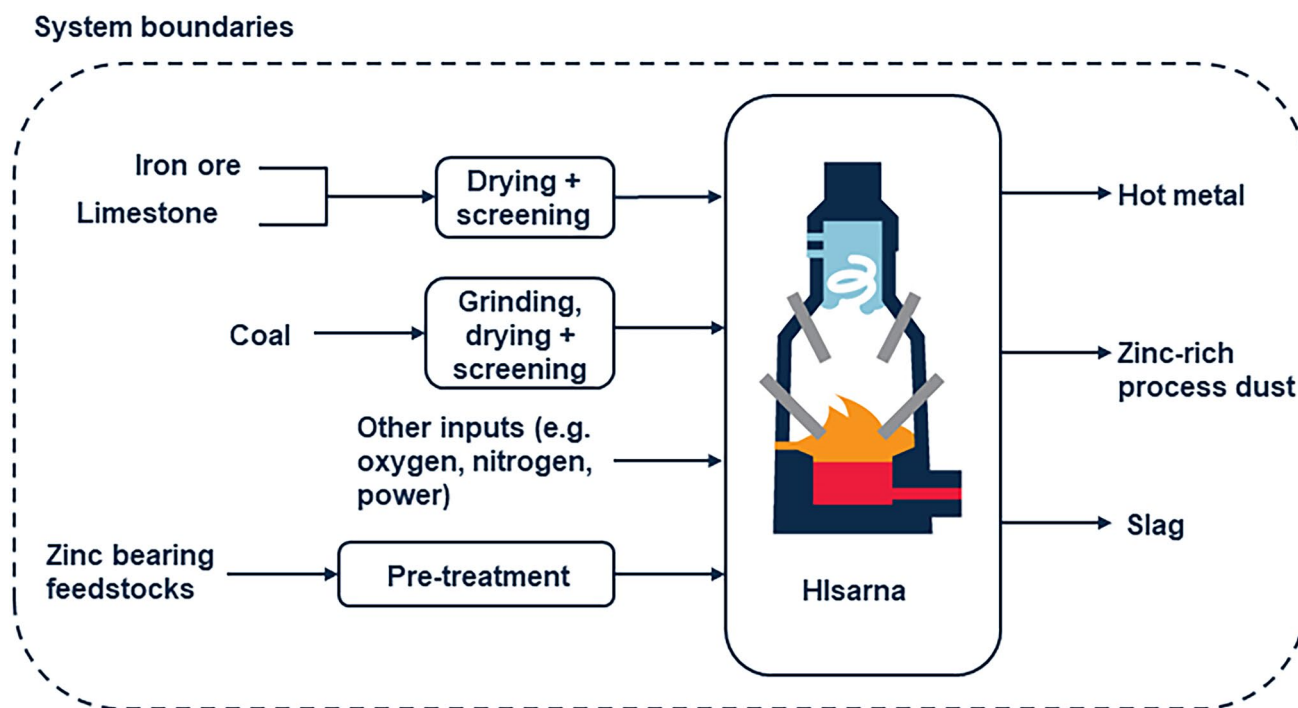 System boundaries
Iron ore
Limestone
Drying +
screening
Hot metal
Coal
Grinding,
drying +
screening
Zinc-rich
process dust
Other inputs (e.g.
oxygen, nitrogen,
power)
Slag
Zinc bearing
feedstocks
Pre-treatment
HIsarna